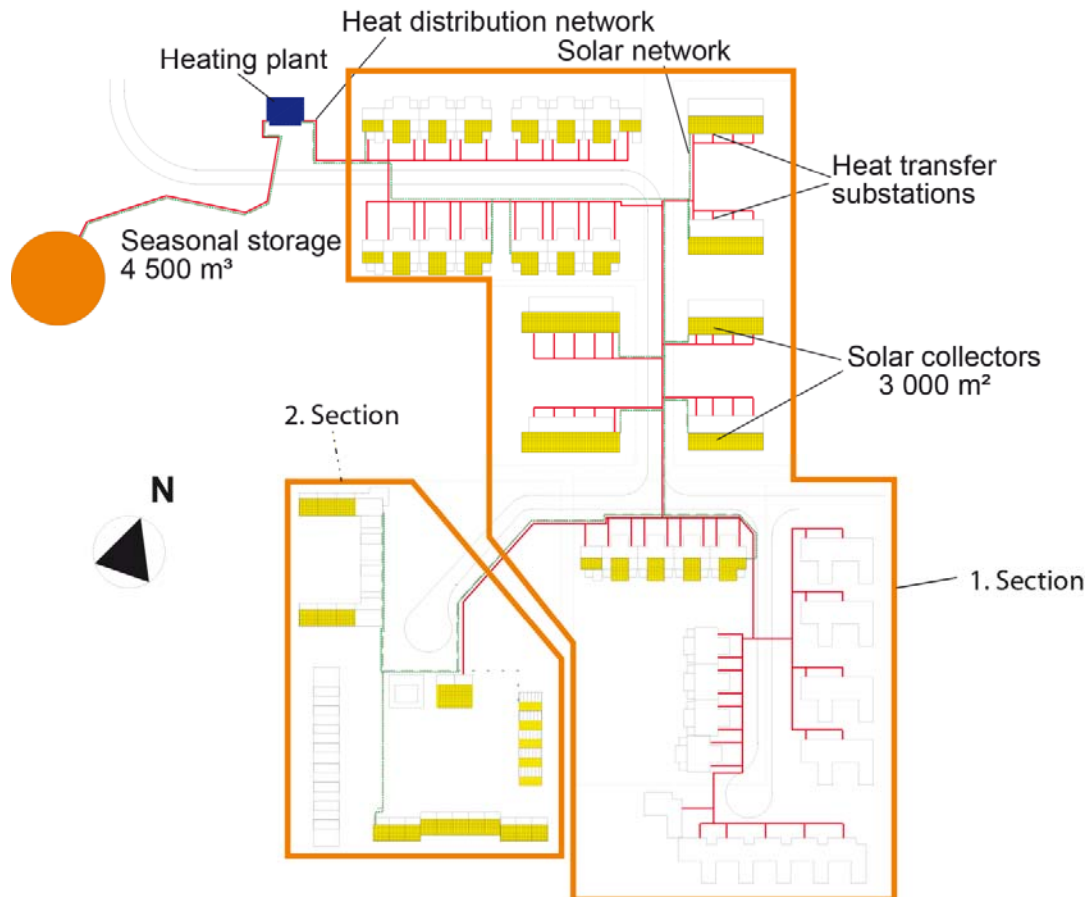 Heat distribution network
Solar network
Heating plant
Heat transfer
substations
Seasonal storage
4 500 m³
Solar collectors
3 000 m²
2. Section
N
1. Section